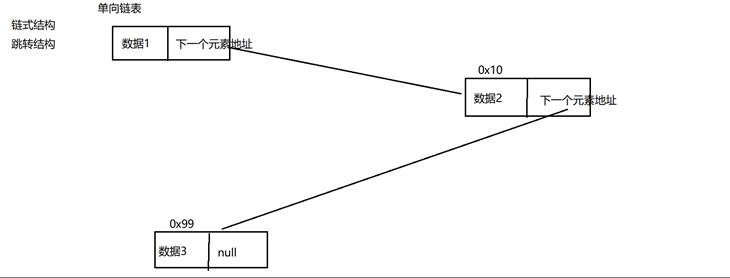 单向链表
链式结构
跳转结构
数据1 下一个元素地址
0x10
数据2 下一个元素地址
0x99
数据3 null